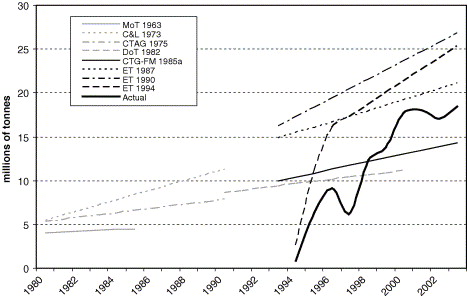 30
25
20
15
10
5
0
millions of tonnes
MoT 1963
C&L 1973
CTAG 1975
DoT 1982
CTG-FM 1985a
ET 1987
ET 1990
ET 1994
Actual
1980
1982
1984
1986
1988
1990
1992
1994
1996
1998
2000
2002